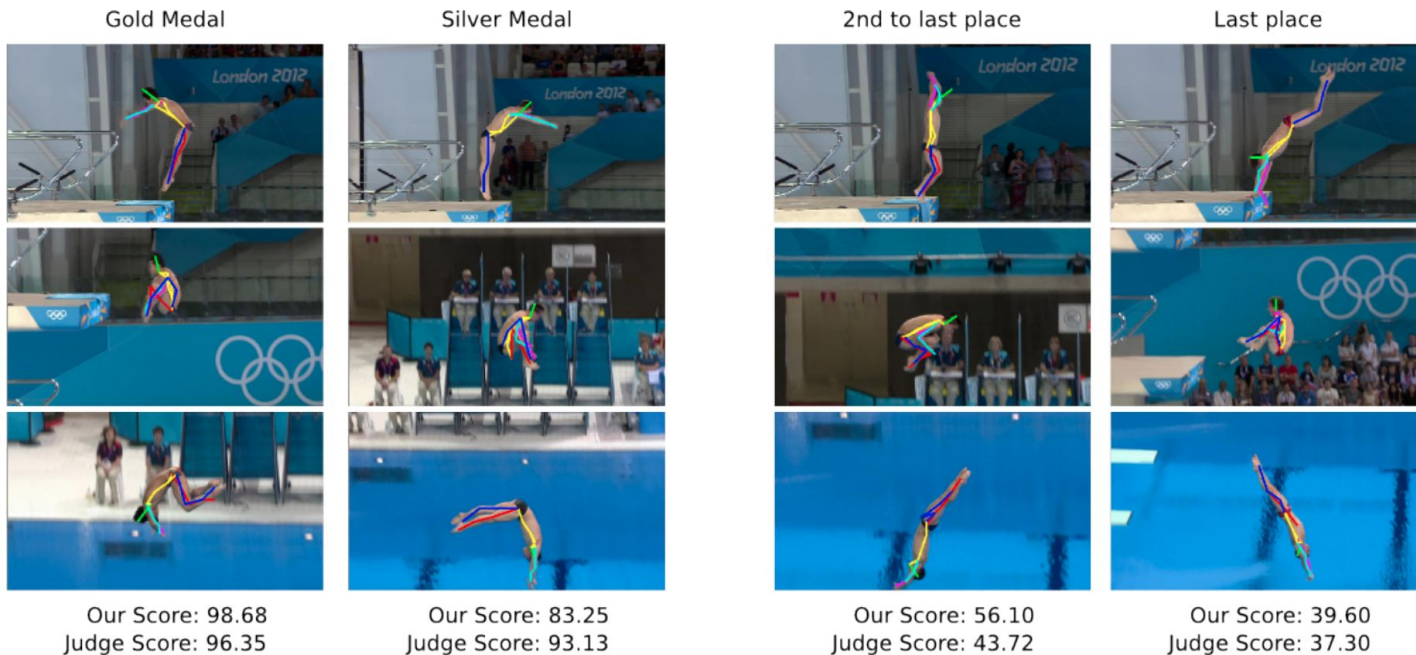 Gold Medal
Silver Medal
2nd to last place
Last place
London 2012
London 2012
London 2012
London 2012
Our Score: 98.68
Judge Score: 96.35
Our Score: 83.25
Judge Score: 93.13
Our Score: 56.10
Judge Score: 43.72
Our Score: 39.60
Judge Score: 37.30